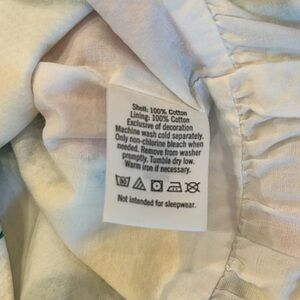 Shell: 100% Cotton
Lining: 100% Cotton
Exclusive of decoration
Machine wash cold separately.
Only non-chlorine bleach when
needed. Remove from washer
promptly. Tumble dry low.
Warm iron if necessary.
Not intended for sleepwear.